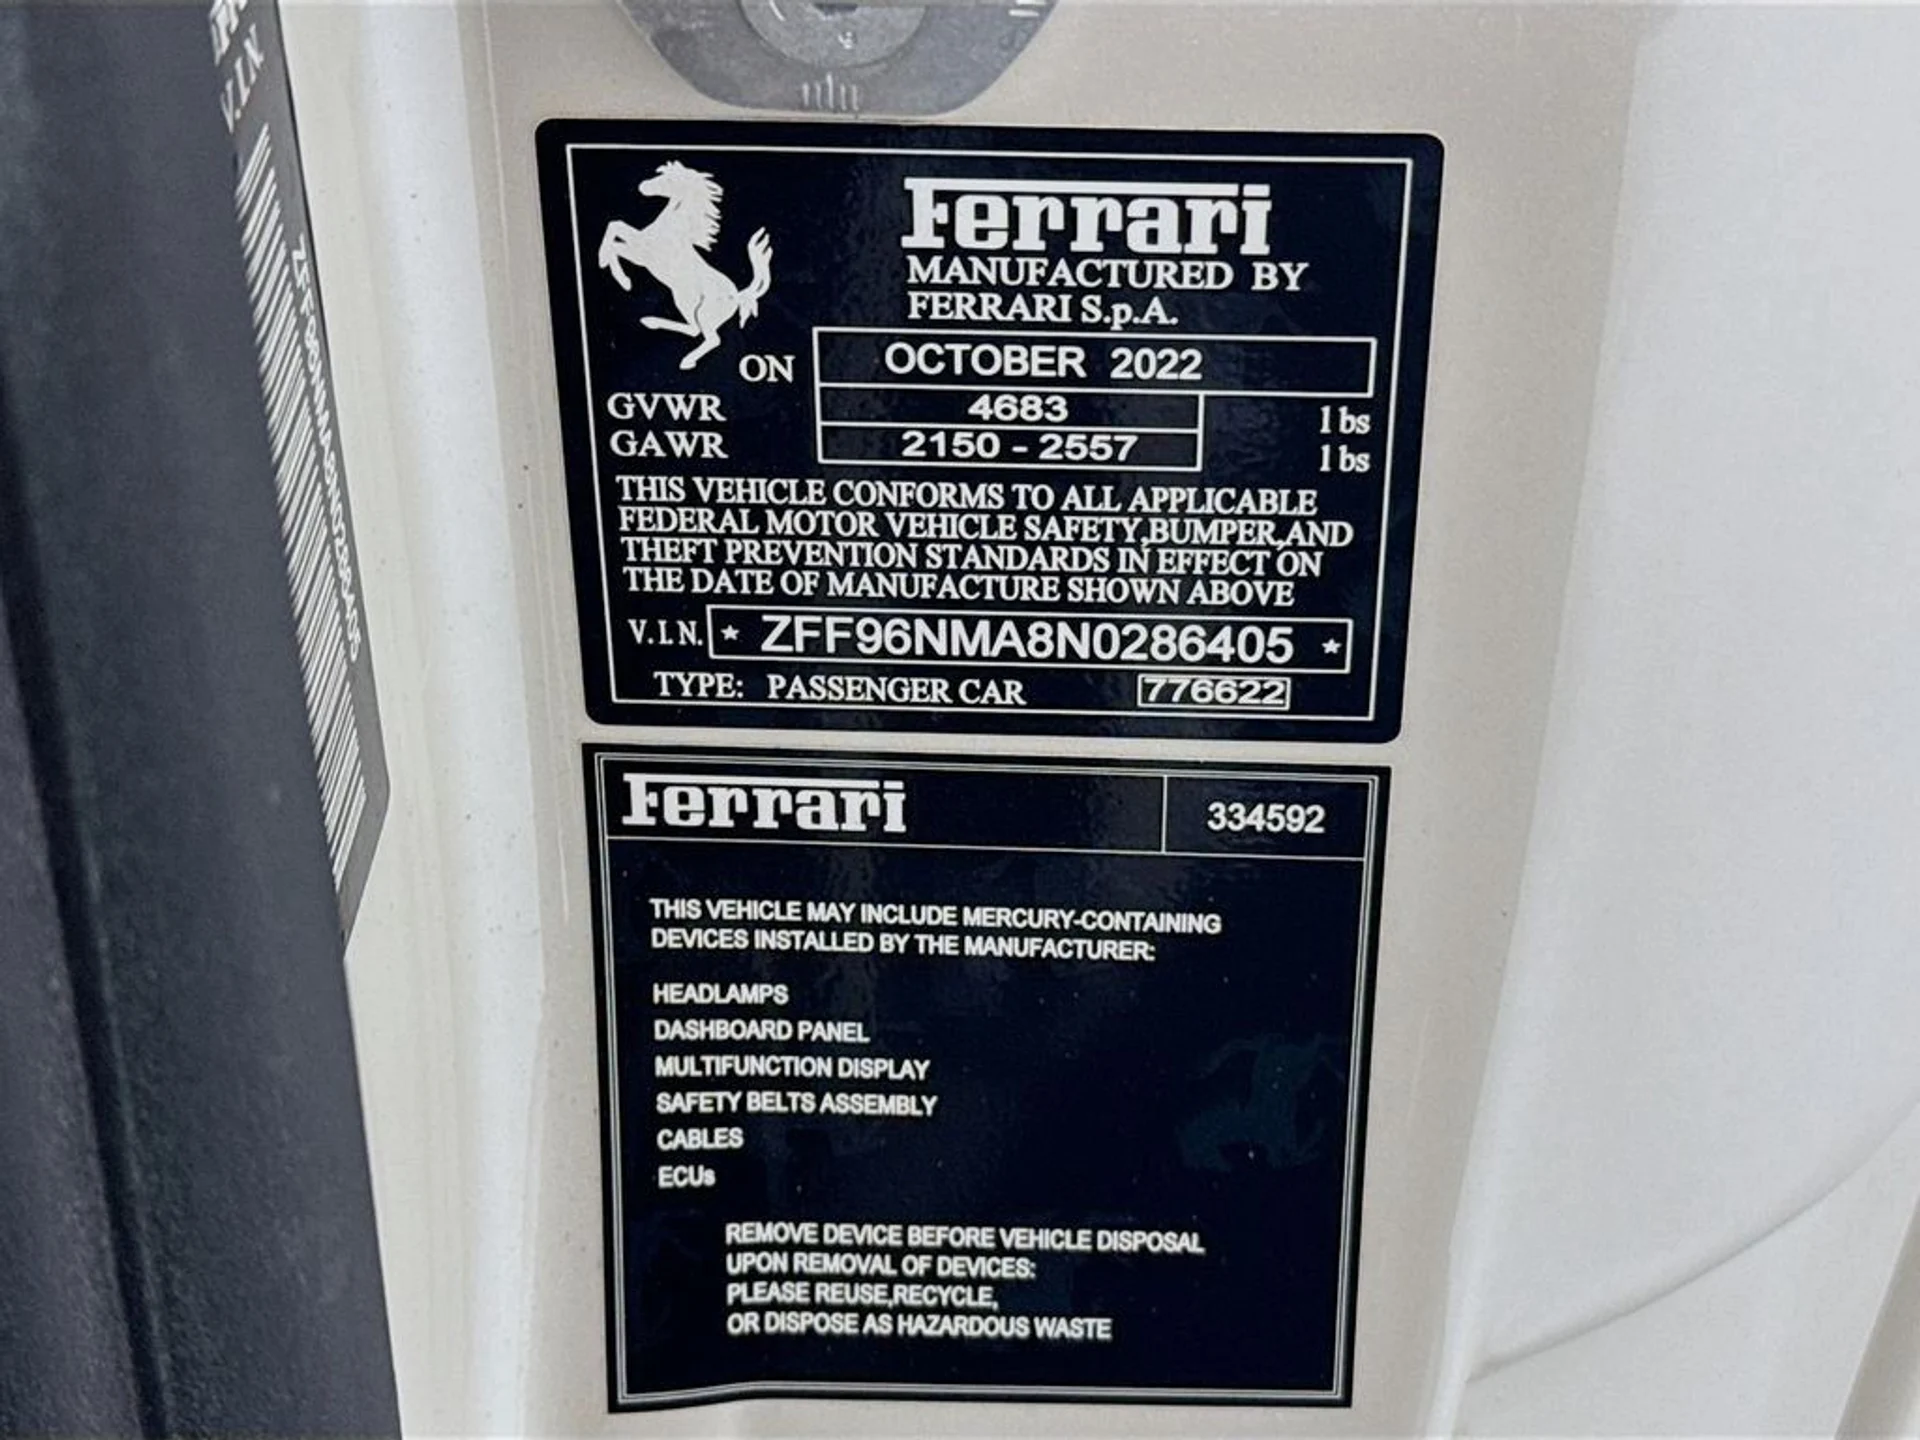 V.I.N.
ZFF96NMA8N0286405
Ferrari
MANUFACTURED BY
FERRARI S.p.A.
ON OCTOBER 2022
GVWR 4683 lbs
GAWR 2150 - 2557 lbs
THIS VEHICLE CONFORMS TO ALL APPLICABLE
FEDERAL MOTOR VEHICLE SAFETY,BUMPER,AND
THEFT PREVENTION STANDARDS IN EFFECT ON
THE DATE OF MANUFACTURE SHOWN ABOVE
V.I.N. * ZFF96NMA8N0286405 *
TYPE: PASSENGER CAR 776622
Ferrari 334592
THIS VEHICLE MAY INCLUDE MERCURY-CONTAINING
DEVICES INSTALLED BY THE MANUFACTURER:
HEADLAMPS
DASHBOARD PANEL
MULTIFUNCTION DISPLAY
SAFETY BELTS ASSEMBLY
CABLES
ECUs
REMOVE DEVICE BEFORE VEHICLE DISPOSAL
UPON REMOVAL OF DEVICES:
PLEASE REUSE,RECYCLE,
OR DISPOSE AS HAZARDOUS WASTE